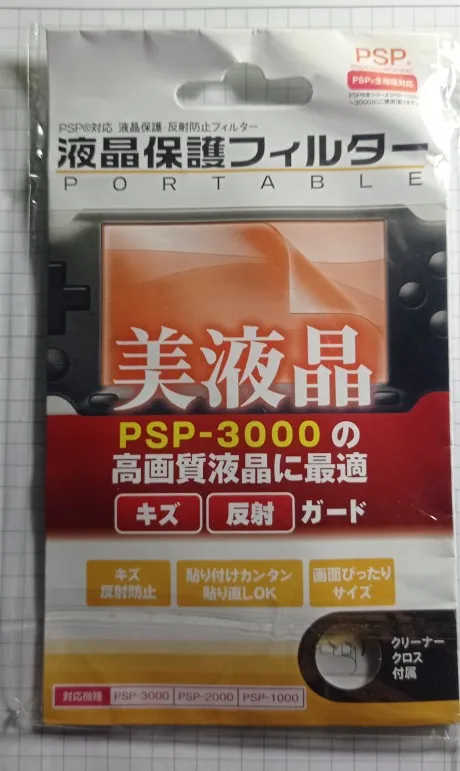 PSP®
PSP®全機種対応
PSP®対応 液晶保護・反射防止フィルター
液晶保護フィルター
PORTABLE
美液晶
PSP-3000の
高画質液晶に最適
キズ 反射 ガード
キズ
反射防止
貼り付けカンタン
貼り直しOK
画面ぴったり
サイズ
クリーナー
クロス
付属
対応機種 PSP-3000 PSP-2000 PSP-1000